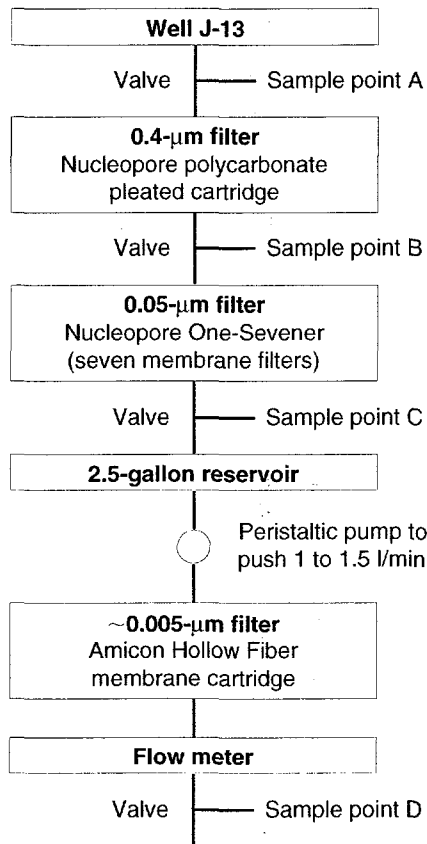 Well J-13
Valve Sample point A
0.4-μm filter
Nucleopore polycarbonate
pleated cartridge
Valve Sample point B
0.05-μm filter
Nucleopore One-Sevener
(seven membrane filters)
Valve Sample point C
2.5-gallon reservoir
Peristaltic pump to
push 1 to 1.5 l/min
~0.005-μm filter
Amicon Hollow Fiber
membrane cartridge
Flow meter
Valve Sample point D